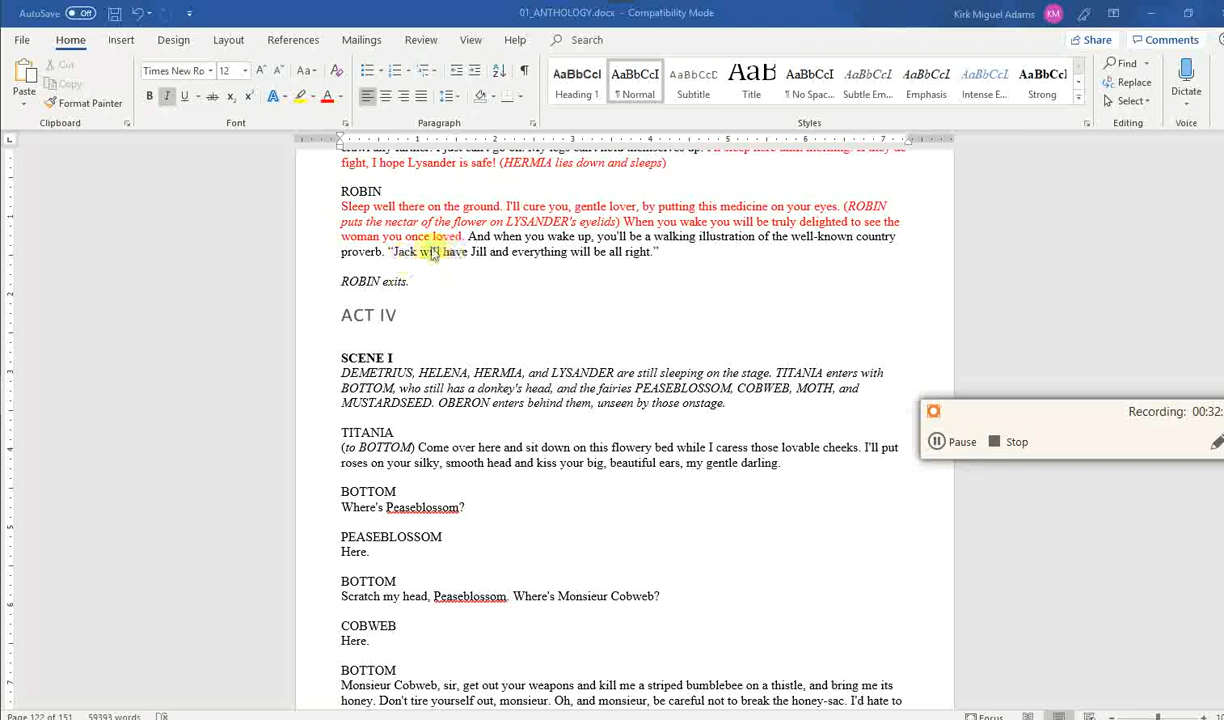 AutoSave Off 01_ANTHOLOGY.docx - Compatibility Mode Kirk Miguel Adams KM
File Home Insert Design Layout References Mailings Review View Help Search Share Comments
Cut
Copy
Format Painter
Paste
Clipboard
Times New Ro 12
Font
Paragraph
AaBbCcI AaBbCcI AaBbCcI AaB AaBbCcI AaBbCcI AaBbCcI AaBbCcI AaBbCcI
Heading 1 ¶ Normal Subtitle Title ¶ No Spac... Subtle Em... Emphasis Intense E... Strong
Styles
Find
Replace
Select
Editing
Dictate
Voice
fight, I hope Lysander is safe! (HERMIA lies down and sleeps)
ROBIN
Sleep well there on the ground. I'll cure you, gentle lover, by putting this medicine on your eyes. (ROBIN
puts the nectar of the flower on LYSANDER's eyelids) When you wake you will be truly delighted to see the
woman you once loved. And when you wake up, you'll be a walking illustration of the well-known country
proverb. “Jack will have Jill and everything will be all right.”
ROBIN exits.
ACT IV
SCENE I
DEMETRIUS, HELENA, HERMIA, and LYSANDER are still sleeping on the stage. TITANIA enters with
BOTTOM, who still has a donkey's head, and the fairies PEASEBLOSSOM, COBWEB, MOTH, and
MUSTARDSEED. OBERON enters behind them, unseen by those onstage.
TITANIA
(to BOTTOM) Come over here and sit down on this flowery bed while I caress those lovable cheeks. I'll put
roses on your silky, smooth head and kiss your big, beautiful ears, my gentle darling.
BOTTOM
Where's Peaseblossom?
PEASEBLOSSOM
Here.
BOTTOM
Scratch my head, Peaseblossom. Where's Monsieur Cobweb?
COBWEB
Here.
BOTTOM
Monsieur Cobweb, sir, get out your weapons and kill me a striped bumblebee on a thistle, and bring me its
honey. Don't tire yourself out, monsieur. Oh, and monsieur, be careful not to break the honey-sac. I'd hate to
Recording: 00:32:
Pause Stop
Page 122 of 151 59393 words Focus